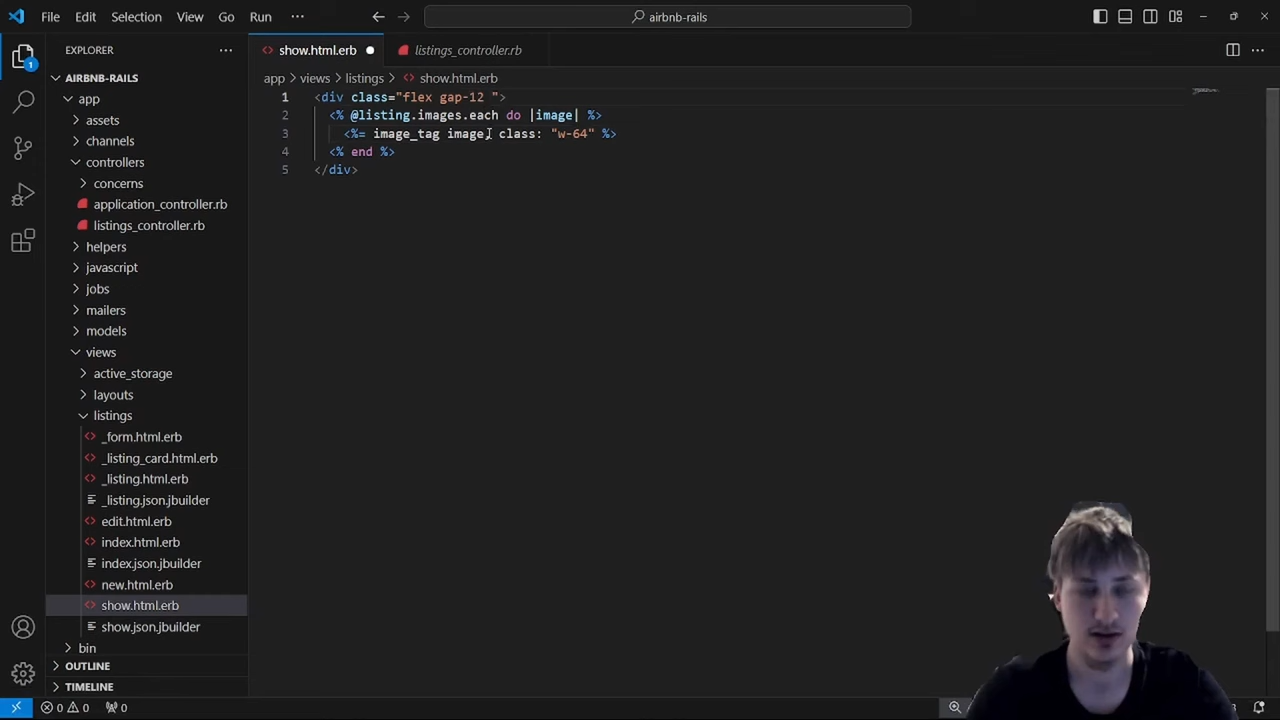 File Edit Selection View Go Run ··· airbnb-rails
EXPLORER ···
show.html.erb listings_controller.rb
AIRBNB-RAILS
app > views > listings > show.html.erb
app
assets
channels
controllers
concerns
application_controller.rb
listings_controller.rb
helpers
javascript
jobs
mailers
models
views
active_storage
layouts
listings
_form.html.erb
_listing_card.html.erb
_listing.html.erb
_listing.json.jbuilder
edit.html.erb
index.html.erb
index.json.jbuilder
new.html.erb
show.html.erb
show.json.jbuilder
bin
OUTLINE
TIMELINE
1 <div class="flex gap-12 ">
2 <% @listing.images.each do |image| %>
3 <%= image_tag image, class: "w-64" %>
4 <% end %>
5 </div>
1
0 0 0